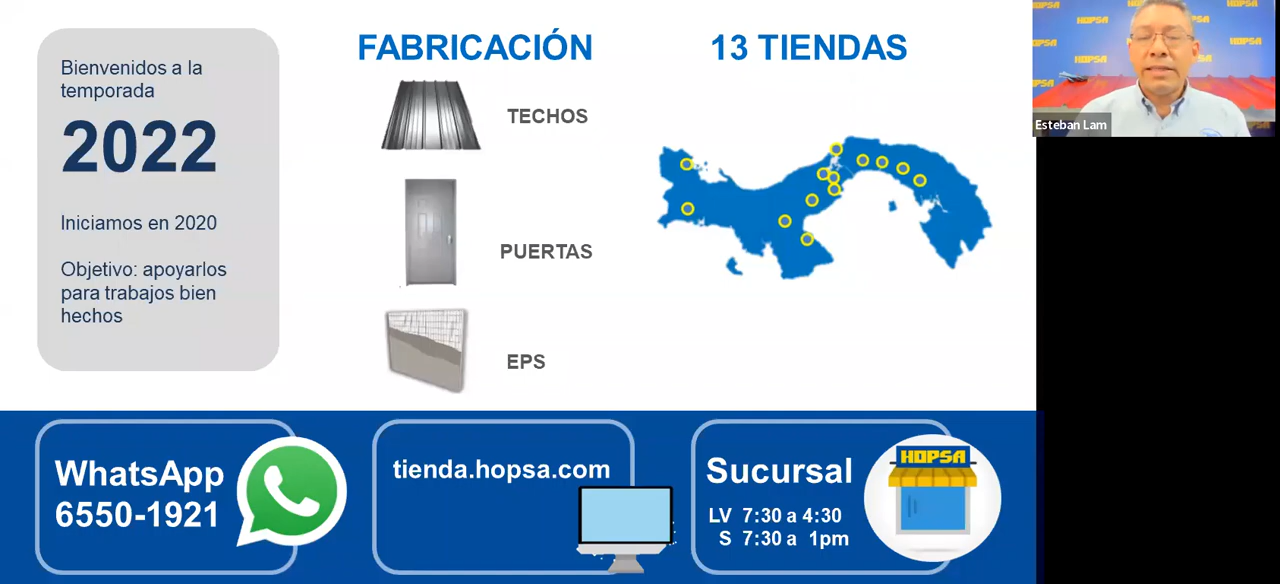 Bienvenidos a la
temporada
2022
Iniciamos en 2020
Objetivo: apoyarlos
para trabajos bien
hechos
FABRICACIÓN
TECHOS
PUERTAS
EPS
13 TIENDAS
HOPSA
HOPSA
HOPSA
Esteban Lam
WhatsApp
6550-1921
tienda.hopsa.com
Sucursal
LV 7:30 a 4:30
S 7:30 a 1pm
HOPSA